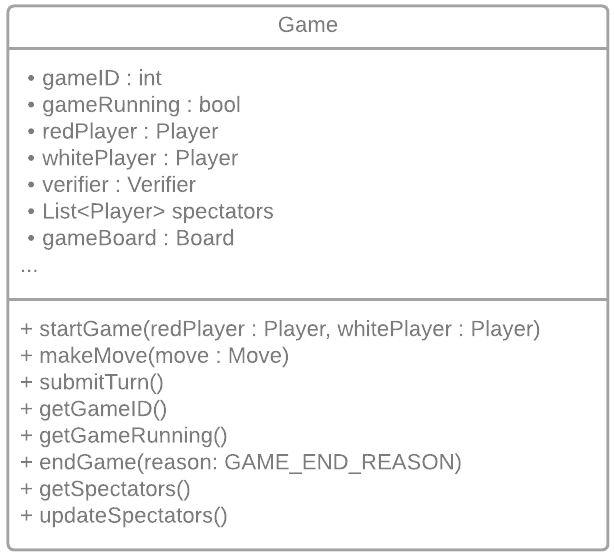 Game
• gameID : int
• gameRunning : bool
• redPlayer : Player
• whitePlayer : Player
• verifier : Verifier
• List<Player> spectators
• gameBoard : Board
...
+ startGame(redPlayer : Player, whitePlayer : Player)
+ makeMove(move : Move)
+ submitTurn()
+ getGameID()
+ getGameRunning()
+ endGame(reason: GAME_END_REASON)
+ getSpectators()
+ updateSpectators()